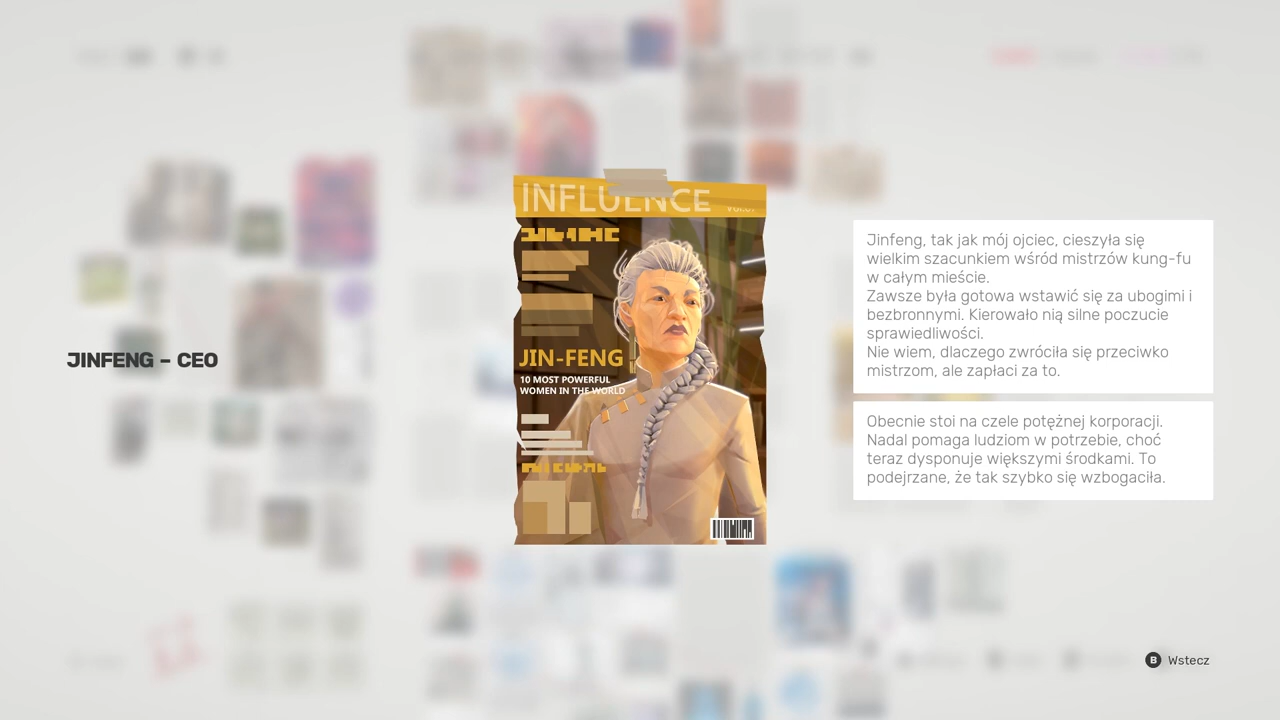 JINFENG – CEO
INFLUENCE
JIN-FENG
10 MOST POWERFUL
WOMEN IN THE WORLD
Jinfeng, tak jak mój ojciec, cieszyła się
wielkim szacunkiem wśród mistrzów kung-fu
w całym mieście.
Zawsze była gotowa wstawić się za ubogimi i
bezbronnymi. Kierowało nią silne poczucie
sprawiedliwości.
Nie wiem, dlaczego zwróciła się przeciwko
mistrzom, ale zapłaci za to.
Obecnie stoi na czele potężnej korporacji.
Nadal pomaga ludziom w potrzebie, choć
teraz dysponuje większymi środkami. To
podejrzane, że tak szybko się wzbogaciła.
B Wstecz